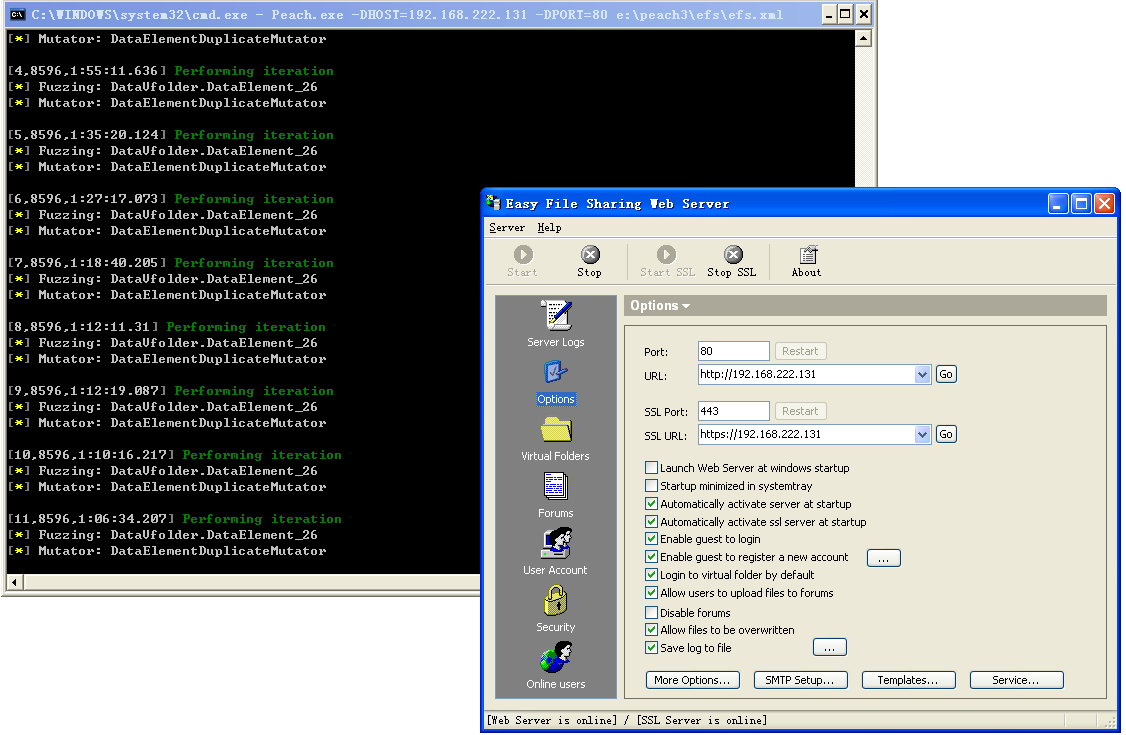 C:\WINDOWS\system32\cmd.exe - Peach.exe -DHOST=192.168.222.131 -DPORT=80 e:\peach3\efs\efs.xml
[*] Mutator: DataElementDuplicateMutator
[4,8596,1:55:11.636] Performing iteration
[*] Fuzzing: DataVfolder.DataElement_26
[*] Mutator: DataElementDuplicateMutator
[5,8596,1:35:20.124] Performing iteration
[*] Fuzzing: DataVfolder.DataElement_26
[*] Mutator: DataElementDuplicateMutator
[6,8596,1:27:17.073] Performing iteration
[*] Fuzzing: DataVfolder.DataElement_26
[*] Mutator: DataElementDuplicateMutator
[7,8596,1:18:40.205] Performing iteration
[*] Fuzzing: DataVfolder.DataElement_26
[*] Mutator: DataElementDuplicateMutator
[8,8596,1:12:11.31] Performing iteration
[*] Fuzzing: DataVfolder.DataElement_26
[*] Mutator: DataElementDuplicateMutator
[9,8596,1:12:19.087] Performing iteration
[*] Fuzzing: DataVfolder.DataElement_26
[*] Mutator: DataElementDuplicateMutator
[10,8596,1:10:16.217] Performing iteration
[*] Fuzzing: DataVfolder.DataElement_26
[*] Mutator: DataElementDuplicateMutator
[11,8596,1:06:34.207] Performing iteration
[*] Fuzzing: DataVfolder.DataElement_26
[*] Mutator: DataElementDuplicateMutator
Easy File Sharing Web Server
Server Help
Start Stop Start SSL Stop SSL About
Server Logs
Options
Virtual Folders
Forums
User Account
Security
Online users
Options
Port: 80 Restart
URL: http://192.168.222.131 Go
SSL Port: 443 Restart
SSL URL: https://192.168.222.131 Go
Launch Web Server at windows startup
Startup minimized in systemtray
Automatically activate server at startup
Automatically activate ssl server at startup
Enable guest to login
Enable guest to register a new account ...
Login to virtual folder by default
Allow users to upload files to forums
Disable forums
Allow files to be overwritten
Save log to file ...
More Options... SMTP Setup... Templates... Service...
[Web Server is online] / [SSL Server is online]